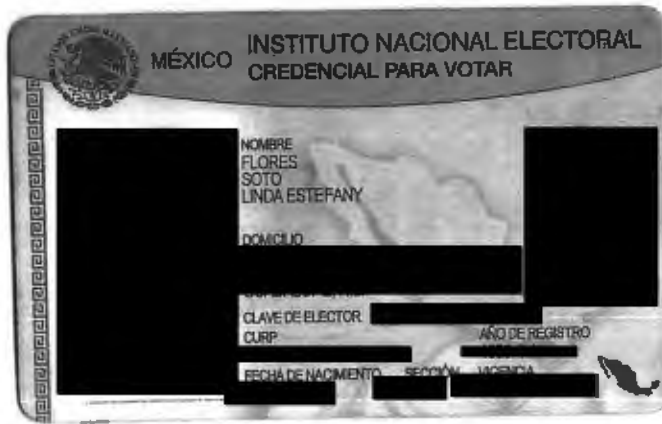 MÉXICO
INSTITUTO NACIONAL ELECTORAL
CREDENCIAL PARA VOTAR
NOMBRE
FLORES
SOTO
LINDA ESTEFANY
DOMICILIO
CLAVE DE ELECTOR
CURP
AÑO DE REGISTRO
FECHA DE NACIMIENTO SECCIÓN VIGENCIA